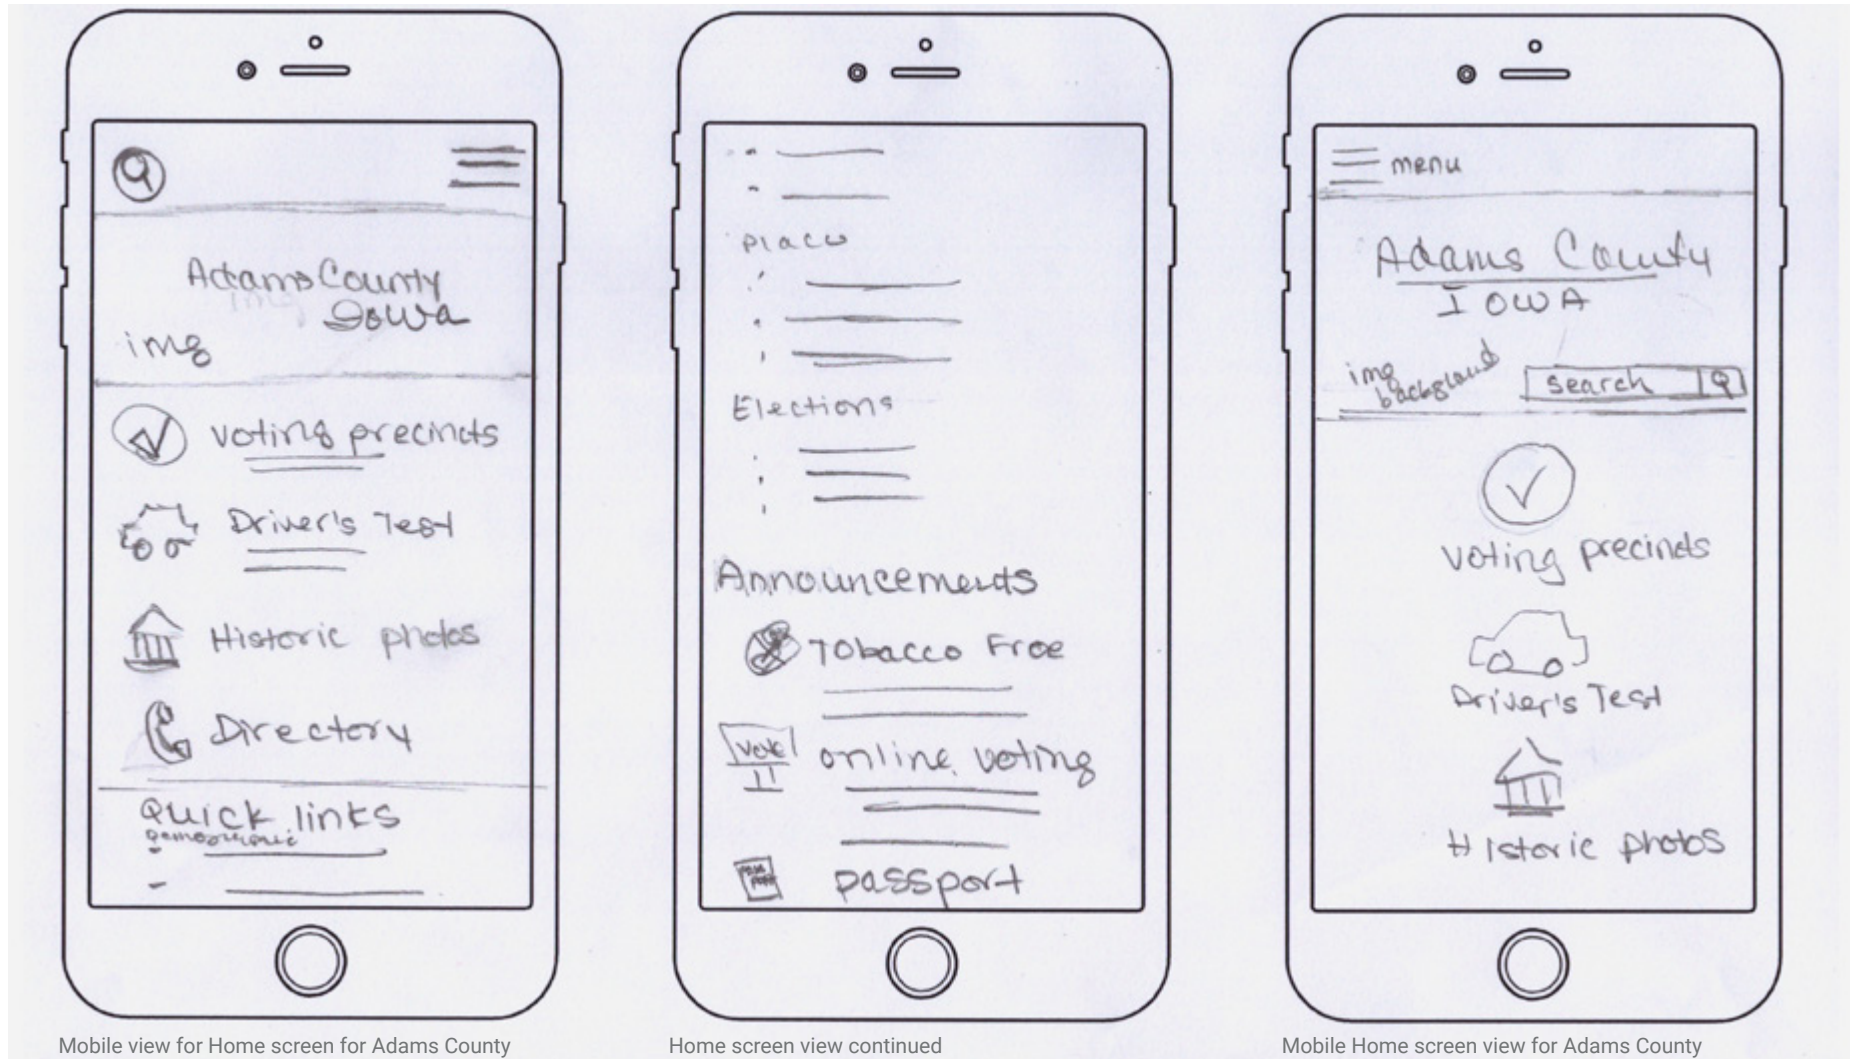 Adams County
Iowa
img
voting precincts
Driver's Test
Historic photos
Directory
Quick links
Elections
Announcements
Tobacco Free
vote
online voting
passport
menu
Adams County
IOWA
img
background
search
voting precincts
Driver's Test
Historic photos
Mobile view for Home screen for Adams County
Home screen view continued
Mobile Home screen view for Adams County